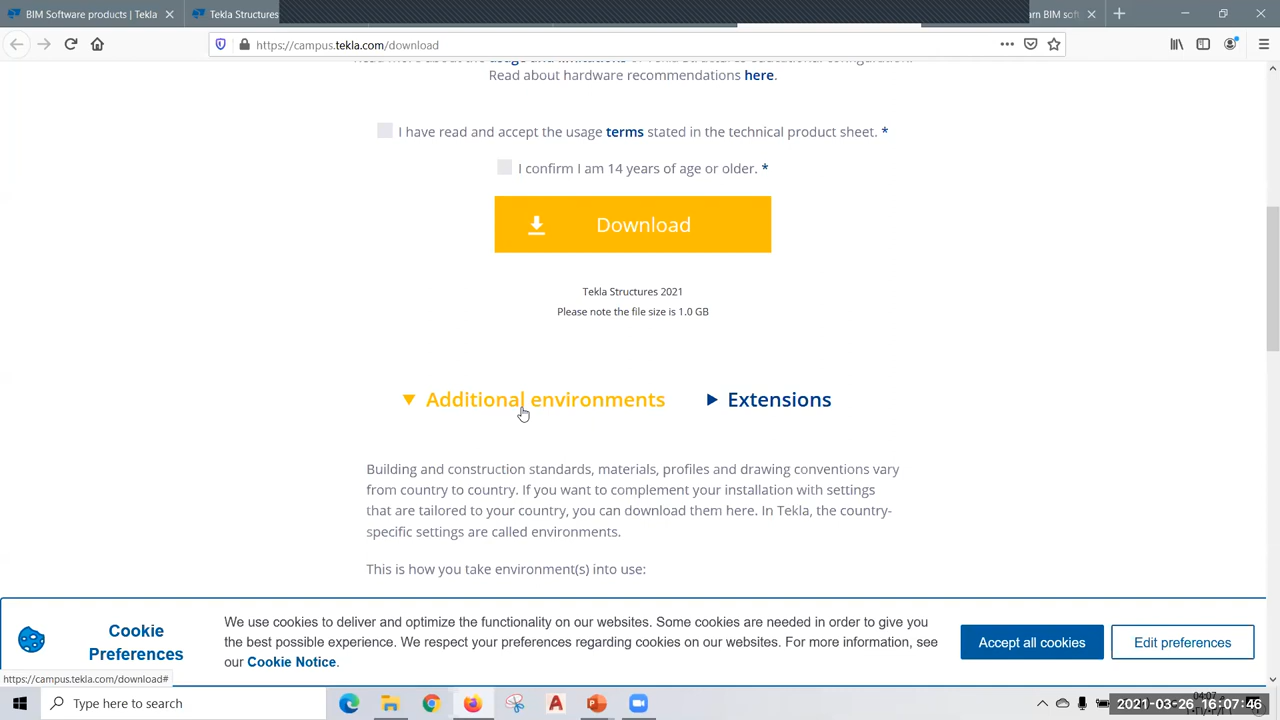 BIM Software products | Tekla
Tekla Structures
arn BIM sof
https://campus.tekla.com/download
Read about hardware recommendations here.
I have read and accept the usage terms stated in the technical product sheet. *
I confirm I am 14 years of age or older. *
Download
Tekla Structures 2021
Please note the file size is 1.0 GB
Additional environments
Extensions
Building and construction standards, materials, profiles and drawing conventions vary
from country to country. If you want to complement your installation with settings
that are tailored to your country, you can download them here. In Tekla, the country-
specific settings are called environments.
This is how you take environment(s) into use:
Cookie
Preferences
We use cookies to deliver and optimize the functionality on our websites. Some cookies are needed in order to give you
the best possible experience. We respect your preferences regarding cookies on our websites. For more information, see
our Cookie Notice.
Accept all cookies
Edit preferences
https://campus.tekla.com/download#
Type here to search
04:07
2021-03-26 16:07:46